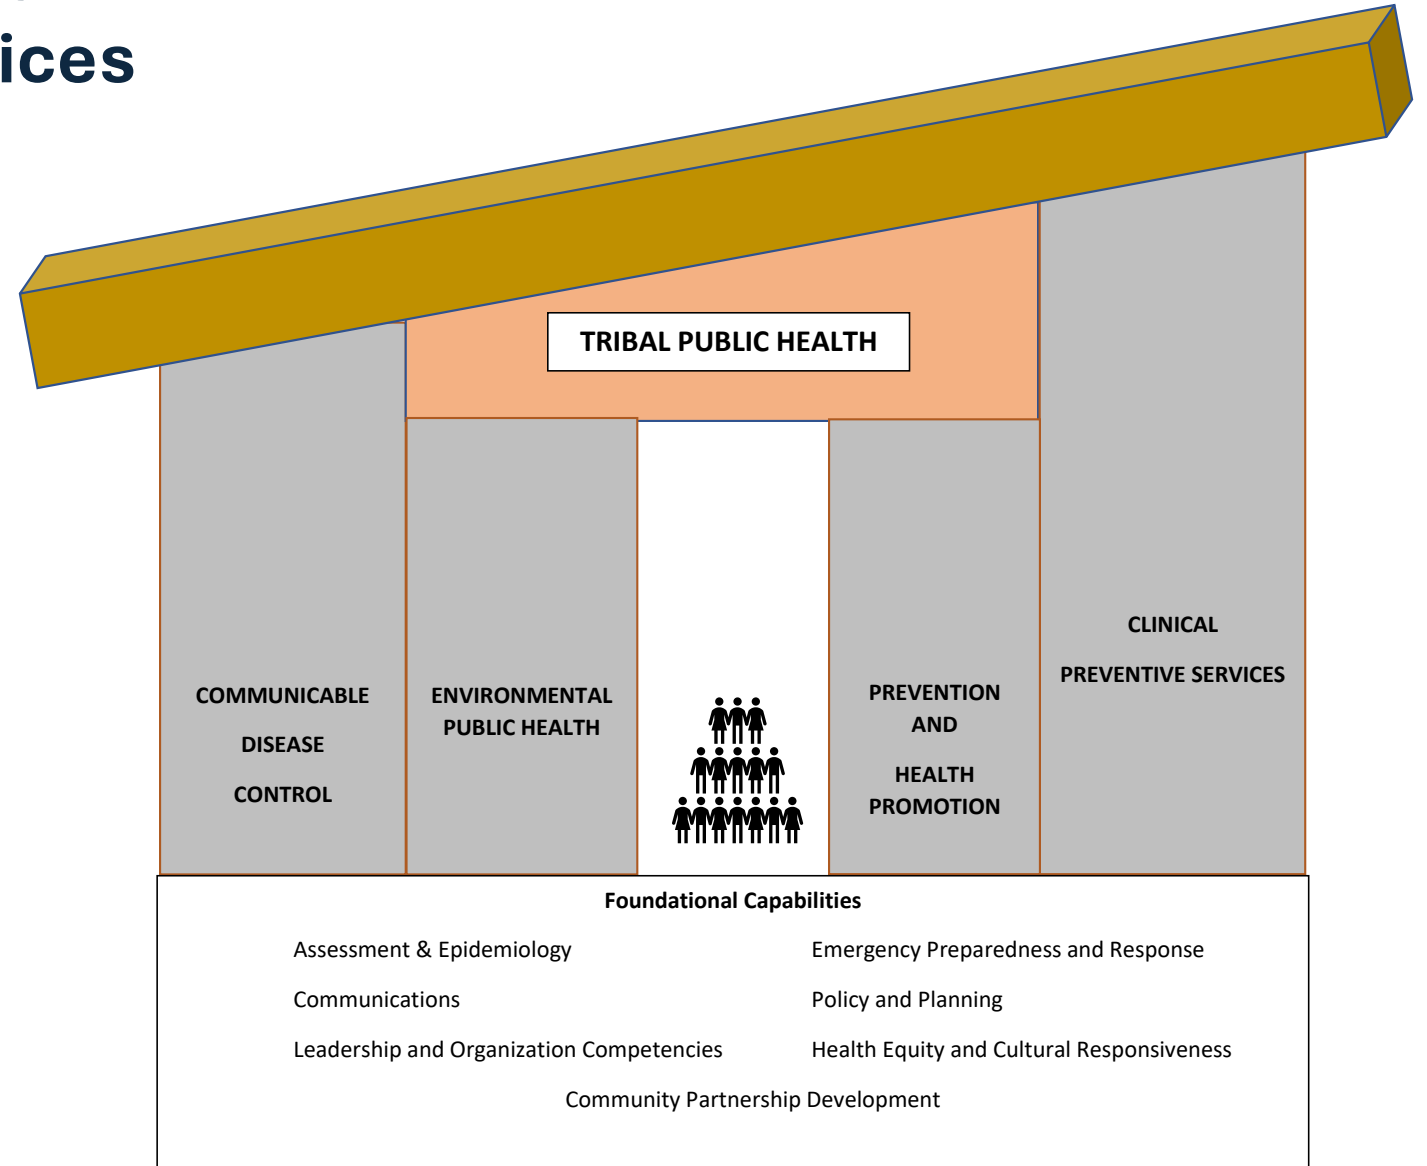 ices
TRIBAL PUBLIC HEALTH
COMMUNICABLE
DISEASE
CONTROL
ENVIRONMENTAL
PUBLIC HEALTH
PREVENTION
AND
HEALTH
PROMOTION
CLINICAL
PREVENTIVE SERVICES
Foundational Capabilities
Assessment & Epidemiology
Emergency Preparedness and Response
Communications
Policy and Planning
Leadership and Organization Competencies
Health Equity and Cultural Responsiveness
Community Partnership Development